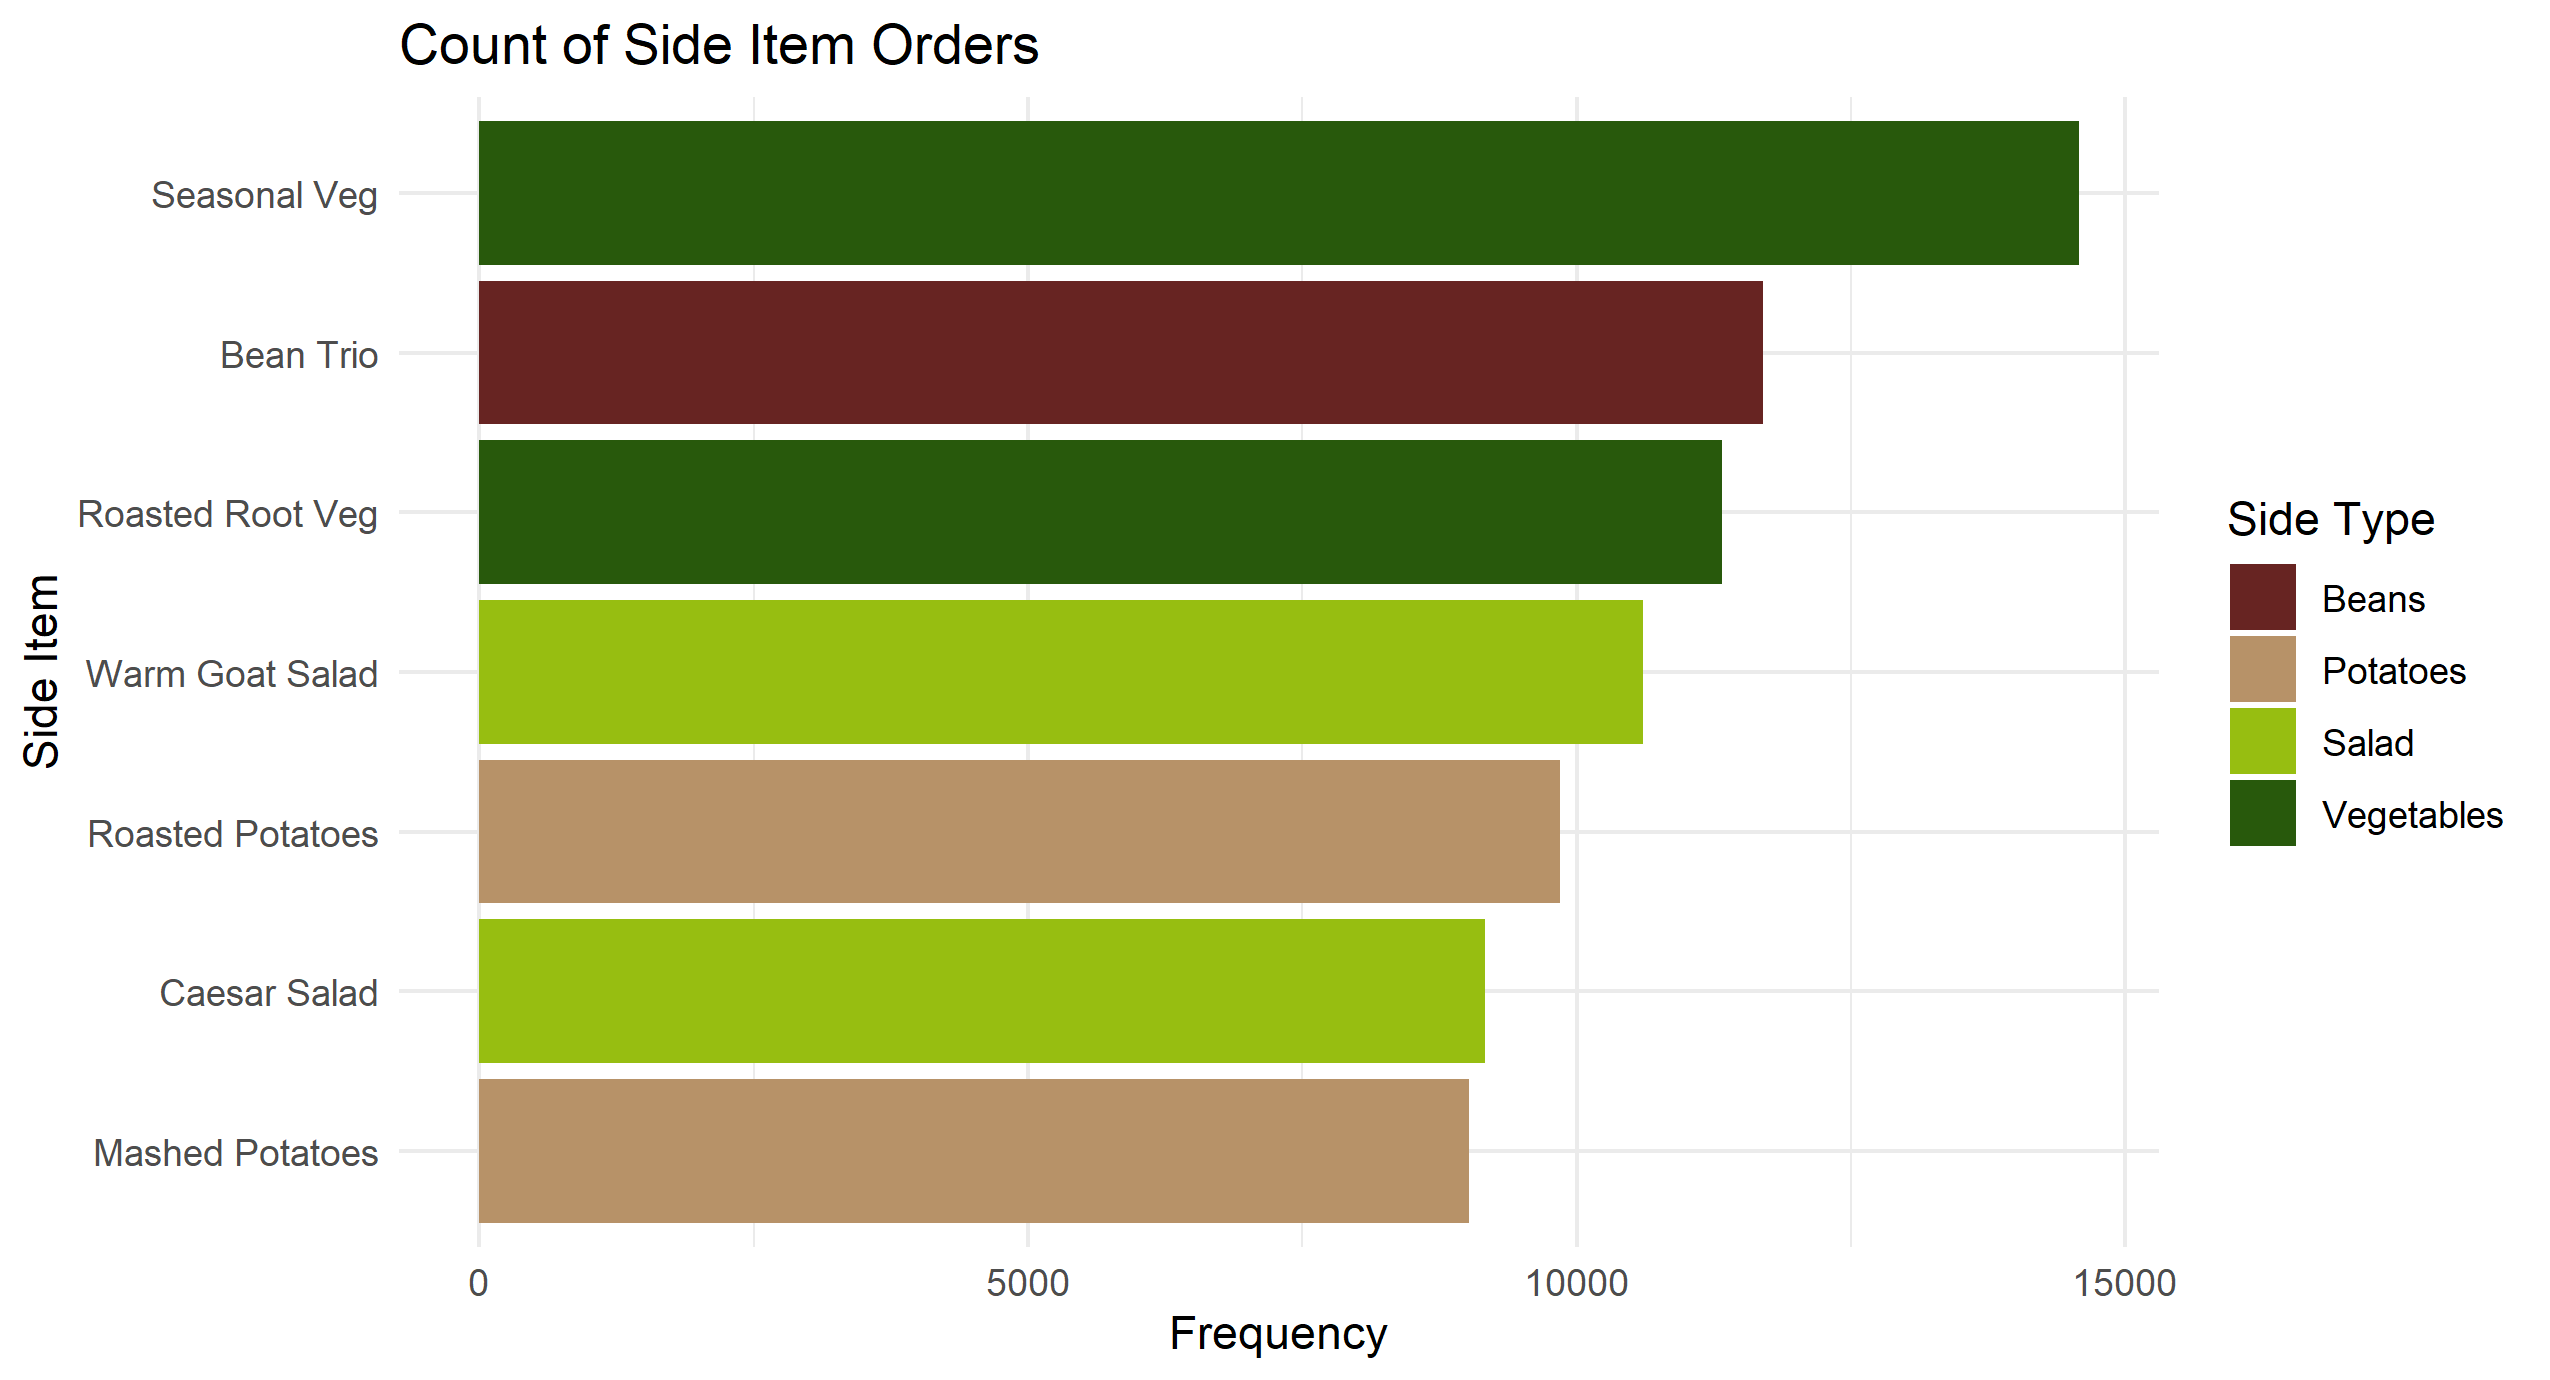 Count of Side Item Orders
Seasonal Veg
Bean Trio
Roasted Root Veg
Warm Goat Salad
Roasted Potatoes
Caesar Salad
Mashed Potatoes
Side Item
0 5000 10000 15000
Frequency
Side Type
Beans
Potatoes
Salad
Vegetables